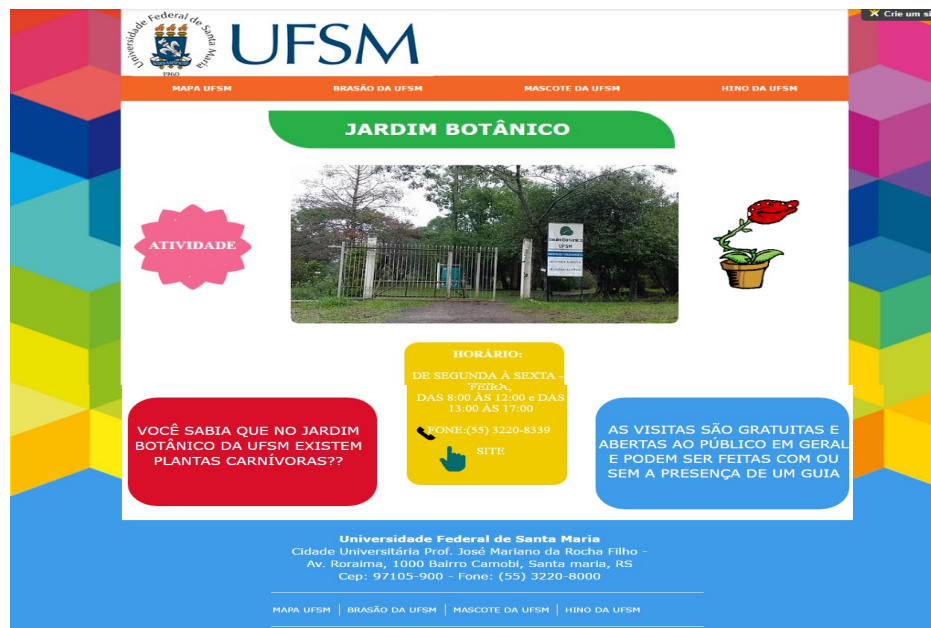 Universidade Federal de Santa Maria
1960
UFSM
Crie um si
MAPA UFSM
BRASÃO DA UFSM
MASCOTE DA UFSM
HINO DA UFSM
JARDIM BOTÂNICO
ATIVIDADE
UFSM
HORÁRIO:
DE SEGUNDA À SEXTA -
FEIRA,
DAS 8:00 ÀS 12:00 e DAS
13:00 ÀS 17:00
FONE:(55) 3220-8339
SITE
VOCÊ SABIA QUE NO JARDIM
BOTÂNICO DA UFSM EXISTEM
PLANTAS CARNÍVORAS??
AS VISITAS SÃO GRATUITAS E
ABERTAS AO PÚBLICO EM GERAL
E PODEM SER FEITAS COM OU
SEM A PRESENÇA DE UM GUIA
Universidade Federal de Santa Maria
Cidade Universitária Prof. José Mariano da Rocha Filho -
Av. Roraima, 1000 Bairro Camobi, Santa maria, RS
Cep: 97105-900 - Fone: (55) 3220-8000
MAPA UFSM | BRASÃO DA UFSM | MASCOTE DA UFSM | HINO DA UFSM